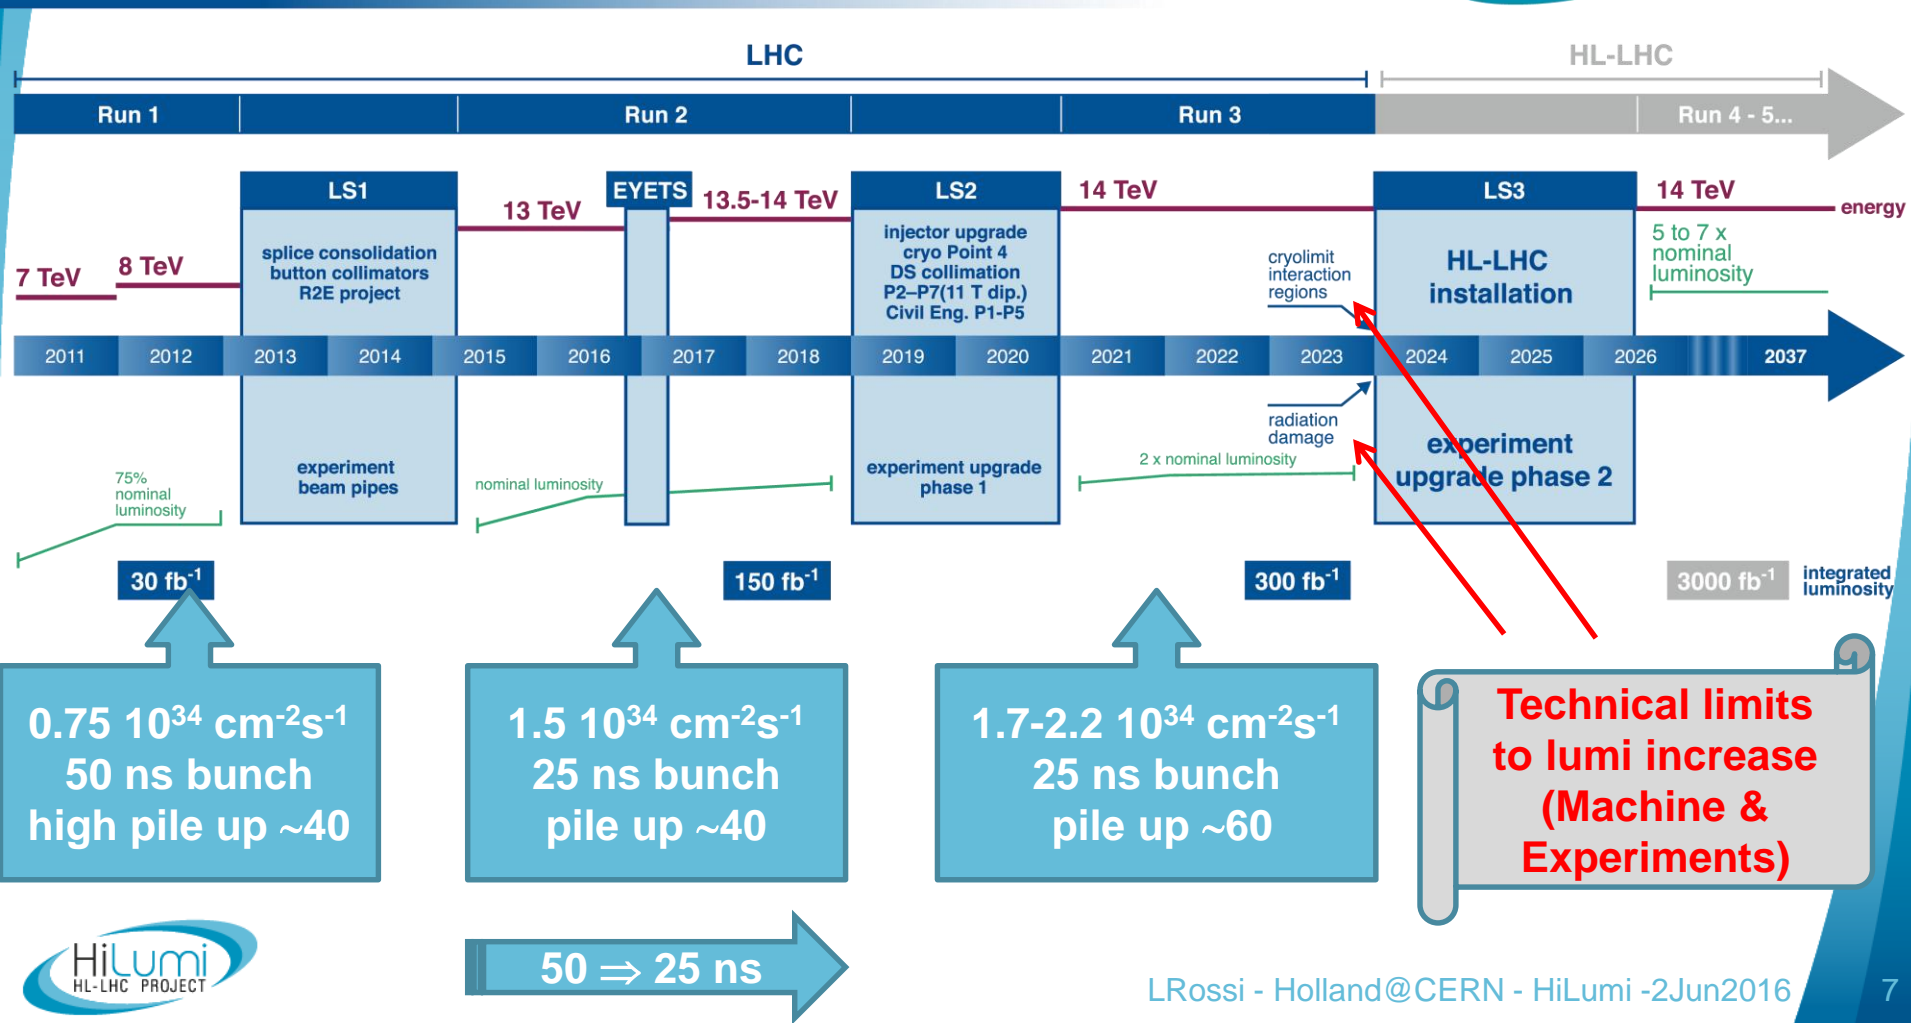 LHC
HL-LHC
Run 1
Run 2
Run 3
Run 4 - 5...
LS1
EYETS
LS2
LS3
7 TeV
8 TeV
13 TeV
13.5-14 TeV
14 TeV
14 TeV
energy
splice consolidation
button collimators
R2E project
injector upgrade
cryo Point 4
DS collimation
P2–P7(11 T dip.)
Civil Eng. P1-P5
cryolimit
interaction
regions
HL-LHC
installation
5 to 7 x
nominal
luminosity
2011
2012
2013
2014
2015
2016
2017
2018
2019
2020
2021
2022
2023
2024
2025
2026
2037
75%
nominal
luminosity
experiment
beam pipes
nominal luminosity
experiment upgrade
phase 1
2 x nominal luminosity
radiation
damage
experiment
upgrade phase 2
30 fb⁻¹
150 fb⁻¹
300 fb⁻¹
3000 fb⁻¹
integrated
luminosity
0.75 10³⁴ cm⁻²s⁻¹
50 ns bunch
high pile up ~40
1.5 10³⁴ cm⁻²s⁻¹
25 ns bunch
pile up ~40
1.7-2.2 10³⁴ cm⁻²s⁻¹
25 ns bunch
pile up ~60
Technical limits
to lumi increase
(Machine &
Experiments)
50 ⇒ 25 ns
HiLumi
HL-LHC PROJECT
LRossi - Holland@CERN - HiLumi -2Jun2016
7